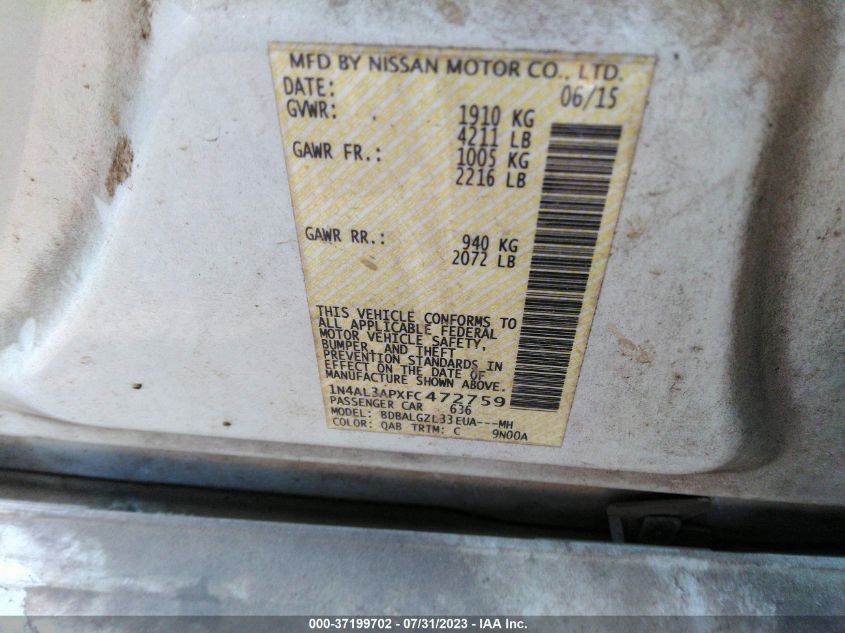 MFD BY NISSAN MOTOR CO., LTD.
DATE: 06/15
GVWR: 1910 KG
4211 LB
GAWR FR.: 1005 KG
2216 LB
GAWR RR.: 940 KG
2072 LB
THIS VEHICLE CONFORMS TO
ALL APPLICABLE FEDERAL
MOTOR VEHICLE SAFETY,
BUMPER, AND THEFT
PREVENTION STANDARDS IN
EFFECT ON THE DATE OF
MANUFACTURE SHOWN ABOVE.
1N4AL3APXFC472759
PASSENGER CAR 636
MODEL: BDBALGZL33EUA---MH
COLOR: QAB TRIM: C 9N00A
000-37199702 - 07/31/2023 - IAA Inc.